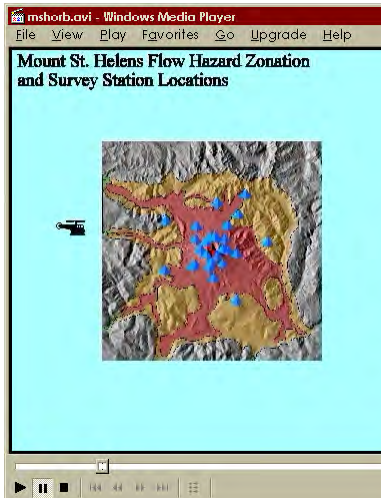 mshorb.avi - Windows Media Player
File View Play Favorites Go Upgrade Help
Mount St. Helens Flow Hazard Zonation
and Survey Station Locations